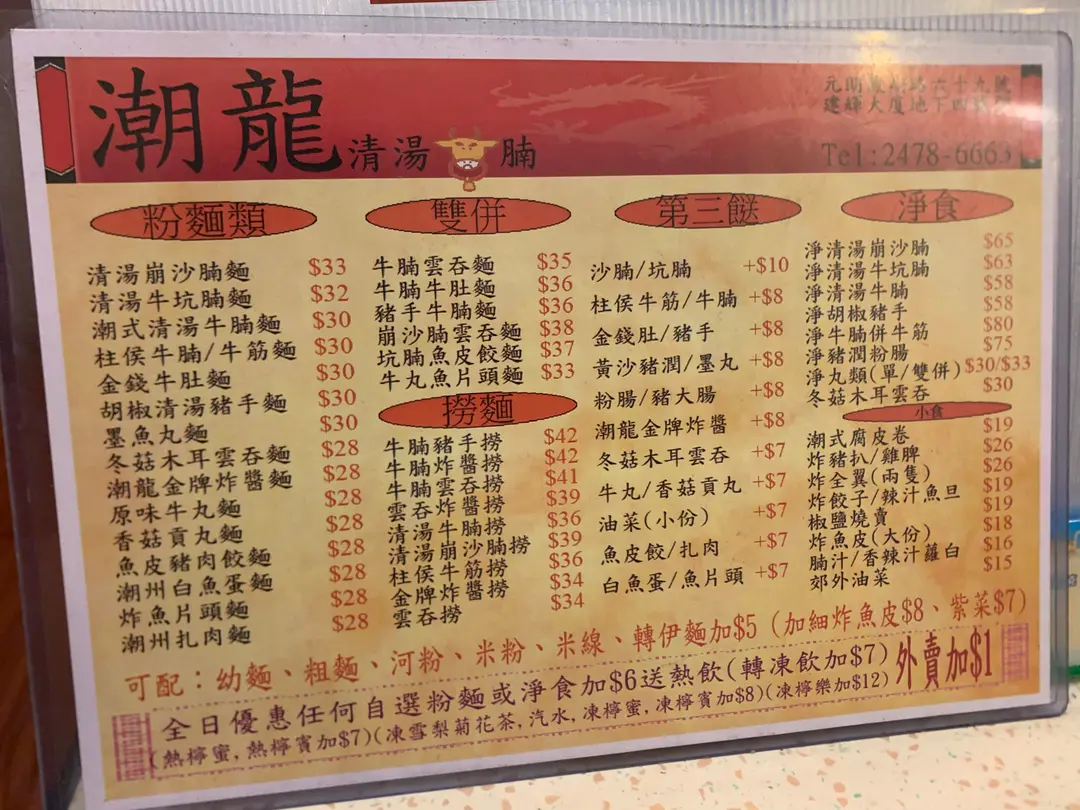 潮龍清湯腩
六十九號
大廈地下四
Tel:2478-6663
粉麵類
清湯崩沙腩麵 $33
清湯牛坑腩麵 $32
潮式清湯牛腩麵 $30
柱侯牛腩/牛筋麵 $30
金錢牛肚麵 $30
胡椒清湯豬手麵 $30
墨魚丸麵 $30
冬菇木耳雲吞麵 $28
潮龍金牌炸醬麵 $28
原味牛丸麵 $28
香菇貢丸麵 $28
魚皮豬肉餃麵 $28
潮州白魚蛋麵 $28
炸魚片頭麵 $28
潮州扎肉麵 $28
雙併
牛腩雲吞麵 $35
牛腩牛肚麵 $36
豬手牛腩麵 $36
崩沙腩雲吞麵 $38
坑腩魚皮餃麵 $37
牛丸魚片頭麵 $33
撈麵
牛腩豬手撈 $42
牛腩炸醬撈 $42
牛腩雲吞撈 $41
雲吞炸醬撈 $39
清湯牛腩撈 $36
清湯崩沙腩撈 $39
柱侯牛筋撈 $36
金牌炸醬撈 $34
雲吞撈 $34
第三餸
沙腩/坑腩 +$10
柱侯牛筋/牛腩 +$8
金錢肚/豬手 +$8
黃沙豬潤/墨丸 +$8
粉腸/豬大腸 +$8
潮龍金牌炸醬 +$8
冬菇木耳雲吞 +$7
牛丸/香菇貢丸 +$7
油菜(小份) +$7
魚皮餃/扎肉 +$7
白魚蛋/魚片頭 +$7
淨食
淨清湯崩沙腩 $65
淨清湯牛坑腩 $63
淨清湯牛腩 $58
淨胡椒豬手 $58
淨牛腩併牛筋 $80
淨豬潤粉腸 $75
淨丸類(單/雙併) $30/$33
冬菇木耳雲吞 $30
小食
潮式腐皮卷 $19
炸豬扒/雞脾 $26
炸全翼(兩隻) $26
炸餃子/辣汁魚旦 $19
椒鹽燒賣 $19
炸魚皮(大份) $18
腩汁/香辣汁蘿白 $16
郊外油菜 $15
可配：幼麵、粗麵、河粉、米粉、米線、轉伊麵加$5 (加細炸魚皮$8、紫菜$7)
全日優惠任何自選粉麵或淨食加$6送熱飲(轉凍飲加$7) 外賣加$1
(熱檸蜜,熱檸賓加$7)(凍雪梨菊花茶,汽水,凍檸蜜,凍檸賓加$8)(凍檸樂加$12)